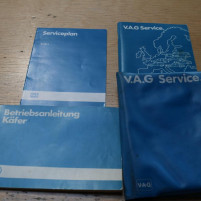 Serviceplan
V.A.G Service
V.A.G Service
Betriebsanleitung
Käfer
V.A.G